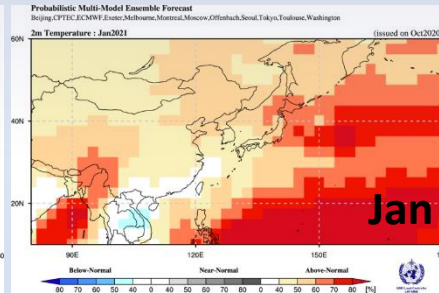 Probabilistic Multi-Model Ensemble Forecast
Beijing,CPTEC,ECMWF,Exeter,Melbourne,Montreal,Moscow,Offenbach,Seoul,Tokyo,Toulouse,Washington
2m Temperature : Jan2021 (issued on Oct2020
60N
40N
20N
Jan
90E 120E 150E
Below-Normal Near-Normal Above-Normal
80 70 60 50 40 0 40 50 60 70 80 0 40 50 60 70 80 [%]